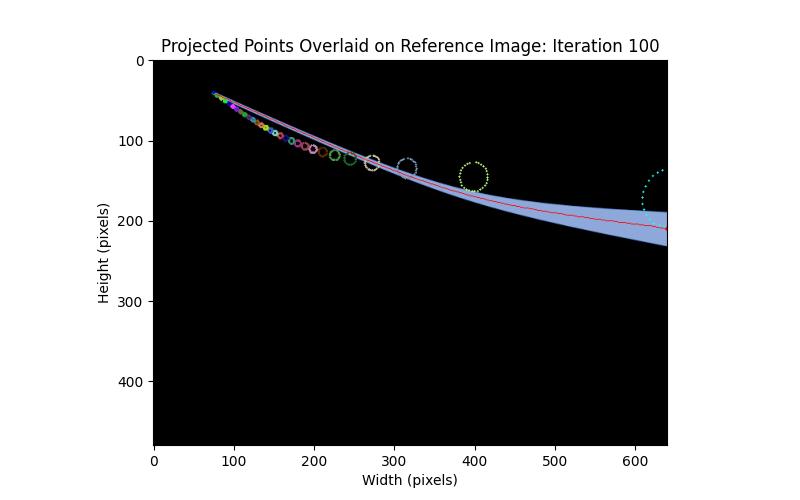 Projected Points Overlaid on Reference Image: Iteration 100
0
100
200
300
400
Height (pixels)
0 100 200 300 400 500 600
Width (pixels)